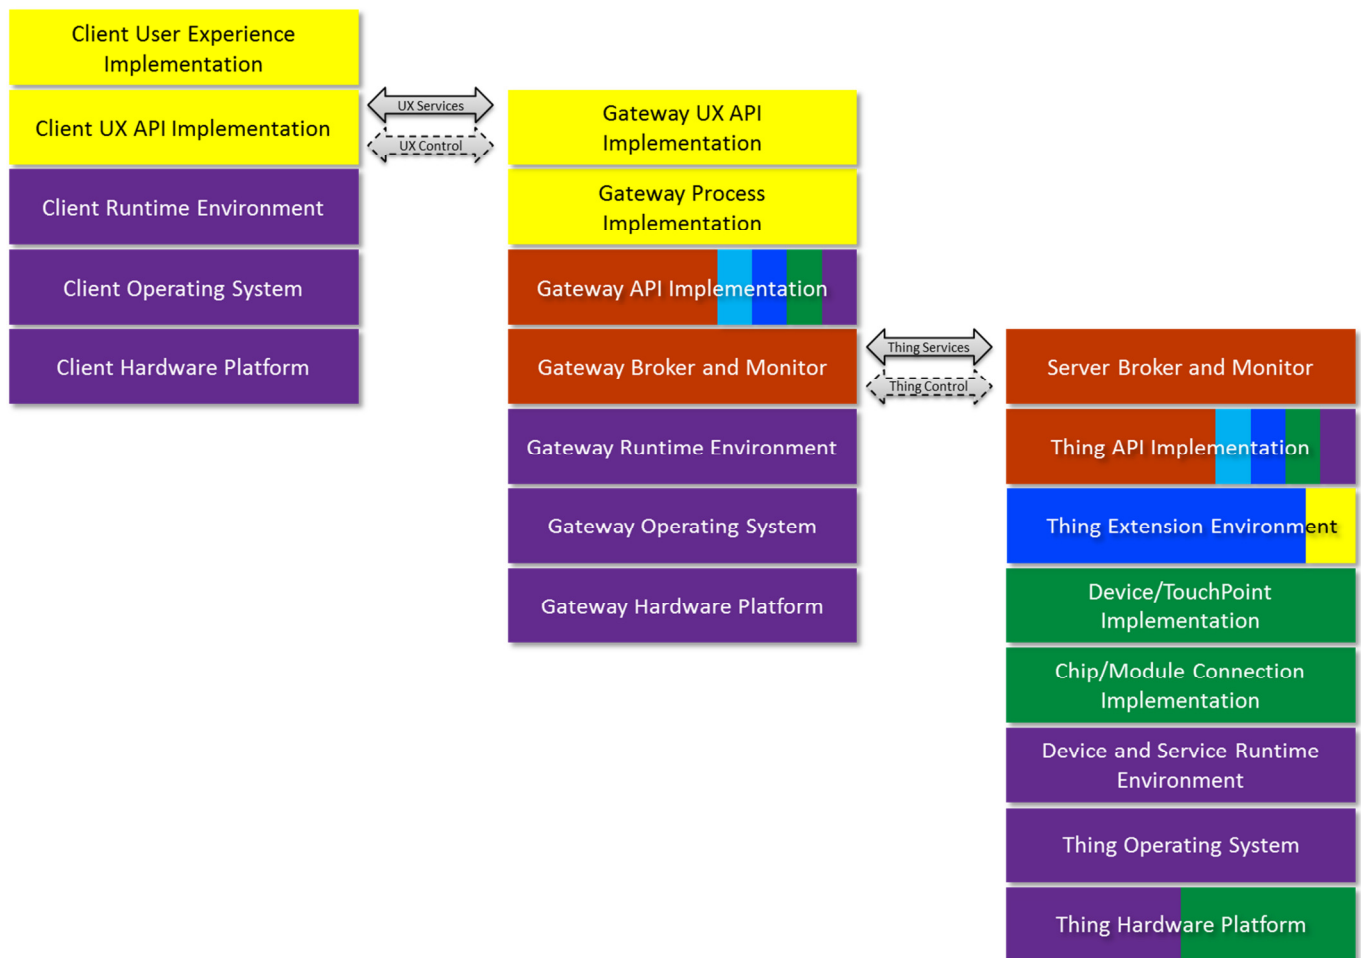 Client User Experience
Implementation
Client UX API Implementation
Client Runtime Environment
Client Operating System
Client Hardware Platform
UX Services
UX Control
Gateway UX API
Implementation
Gateway Process
Implementation
Gateway API Implementation
Gateway Broker and Monitor
Gateway Runtime Environment
Gateway Operating System
Gateway Hardware Platform
Thing Services
Thing Control
Server Broker and Monitor
Thing API Implementation
Thing Extension Environment
Device/TouchPoint
Implementation
Chip/Module Connection
Implementation
Device and Service Runtime
Environment
Thing Operating System
Thing Hardware Platform